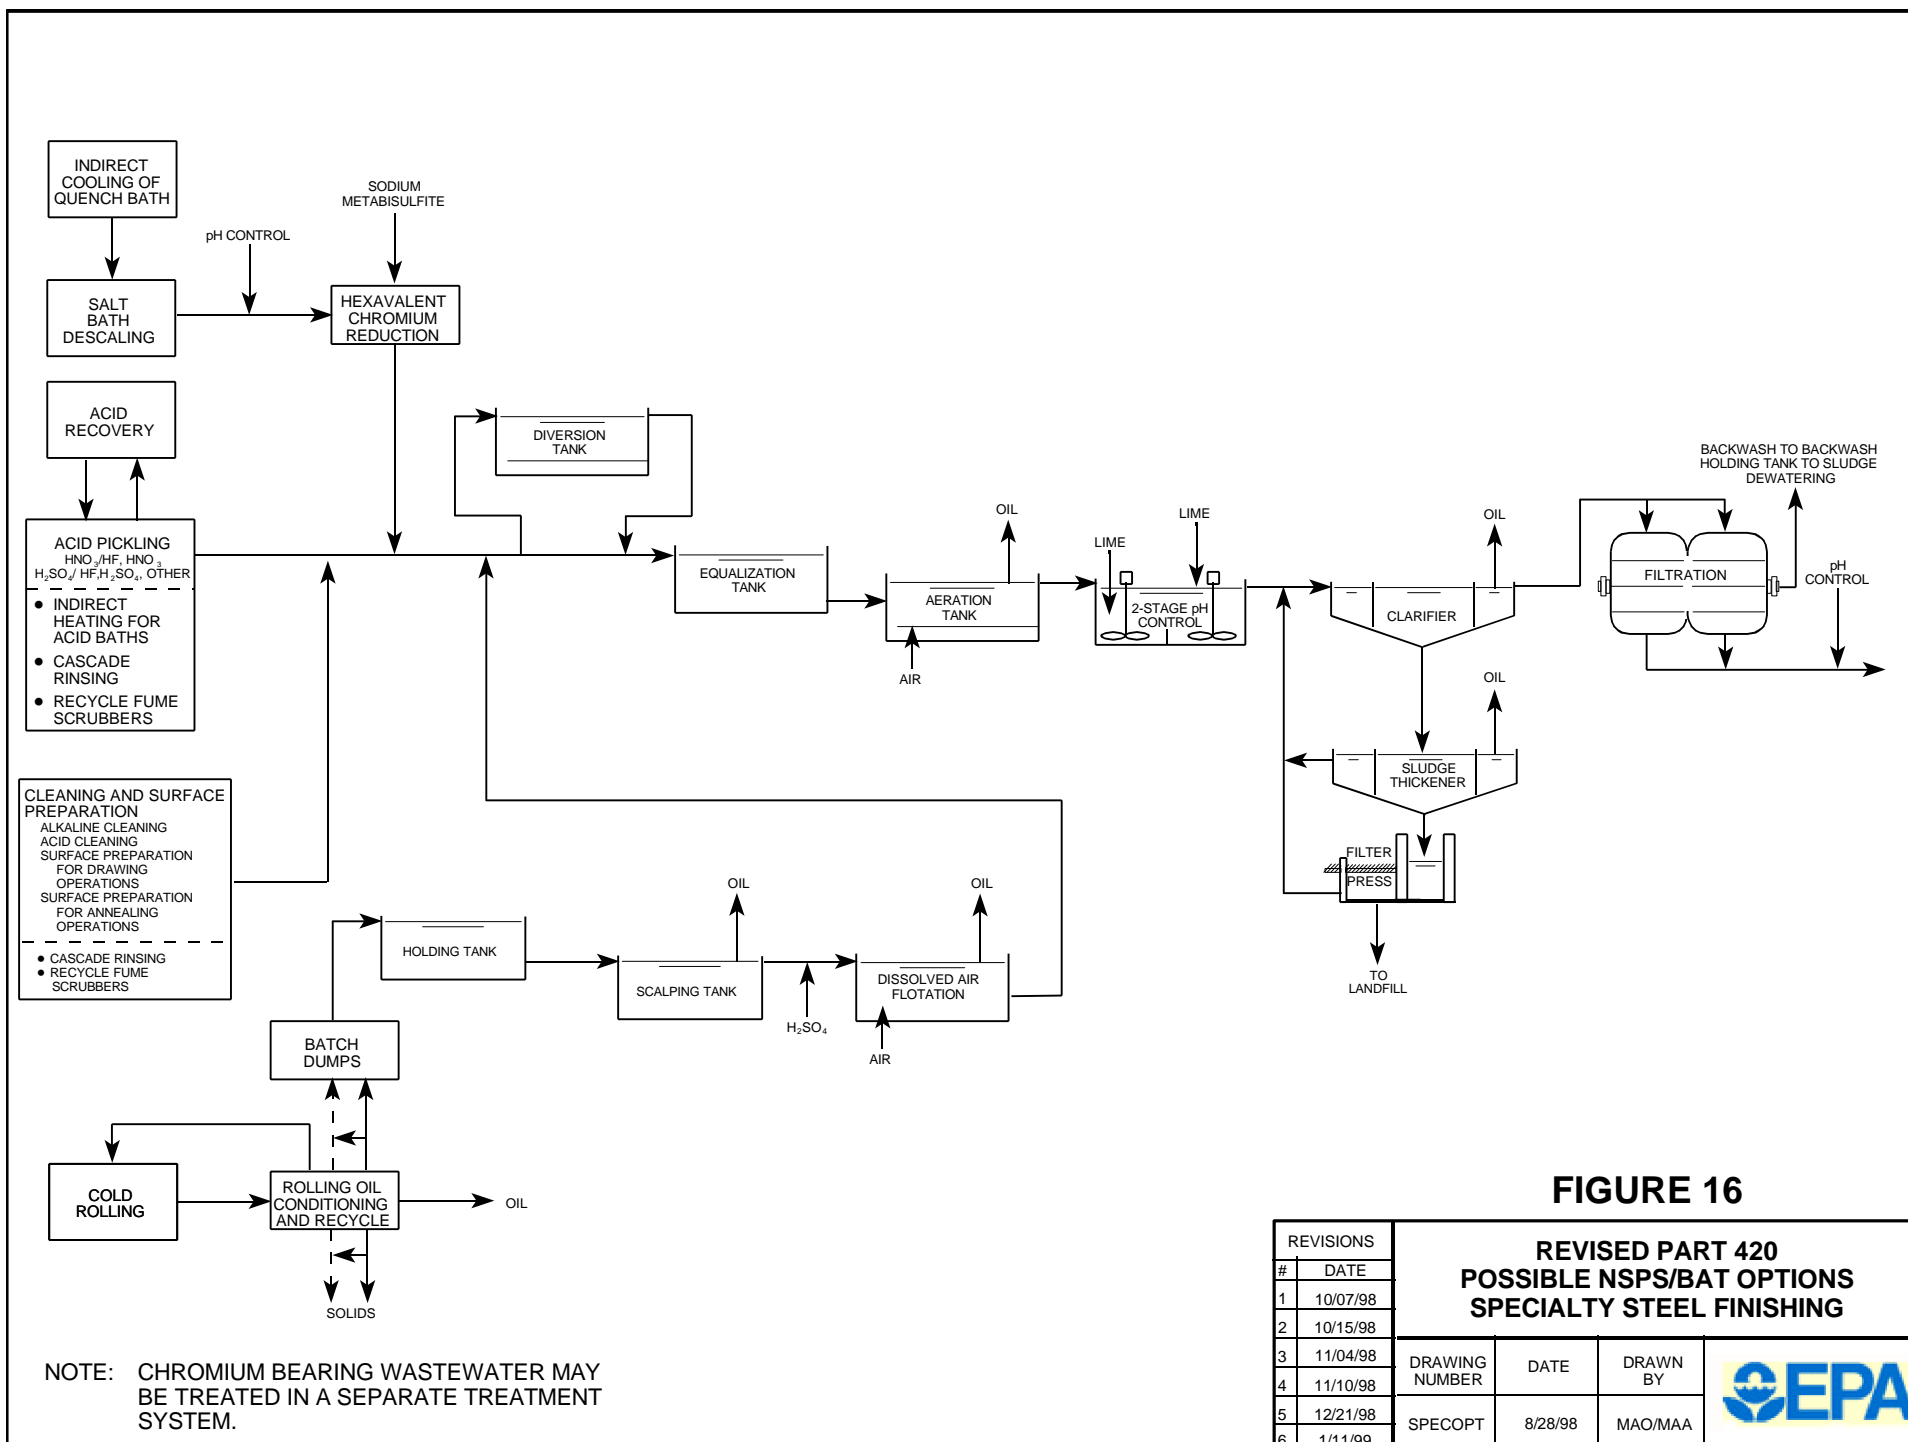 INDIRECT
COOLING OF
QUENCH BATH
SODIUM
METABISULFITE
pH CONTROL
SALT
BATH
DESCALING
HEXAVALENT
CHROMIUM
REDUCTION
ACID
RECOVERY
DIVERSION
TANK
BACKWASH TO BACKWASH
HOLDING TANK TO SLUDGE
DEWATERING
ACID PICKLING
HNO3/HF, HNO3
H2SO4/ HF,H2SO4, OTHER
● INDIRECT
HEATING FOR
ACID BATHS
● CASCADE
RINSING
● RECYCLE FUME
SCRUBBERS
EQUALIZATION
TANK
OIL
AERATION
TANK
AIR
LIME
LIME
2-STAGE pH
CONTROL
OIL
CLARIFIER
FILTRATION
pH
CONTROL
OIL
SLUDGE
THICKENER
FILTER
PRESS
TO
LANDFILL
CLEANING AND SURFACE
PREPARATION
ALKALINE CLEANING
ACID CLEANING
SURFACE PREPARATION
FOR DRAWING
OPERATIONS
SURFACE PREPARATION
FOR ANNEALING
OPERATIONS
● CASCADE RINSING
● RECYCLE FUME
SCRUBBERS
HOLDING TANK
OIL
SCALPING TANK
H2SO4
OIL
DISSOLVED AIR
FLOTATION
AIR
BATCH
DUMPS
COLD
ROLLING
ROLLING OIL
CONDITIONING
AND RECYCLE
OIL
SOLIDS
NOTE: CHROMIUM BEARING WASTEWATER MAY
BE TREATED IN A SEPARATE TREATMENT
SYSTEM.
FIGURE 16
REVISIONS
# DATE
1 10/07/98
2 10/15/98
3 11/04/98
4 11/10/98
5 12/21/98
6 1/11/99
REVISED PART 420
POSSIBLE NSPS/BAT OPTIONS
SPECIALTY STEEL FINISHING
DRAWING
NUMBER
DATE
DRAWN
BY
SPECOPT
8/28/98
MAO/MAA
EPA